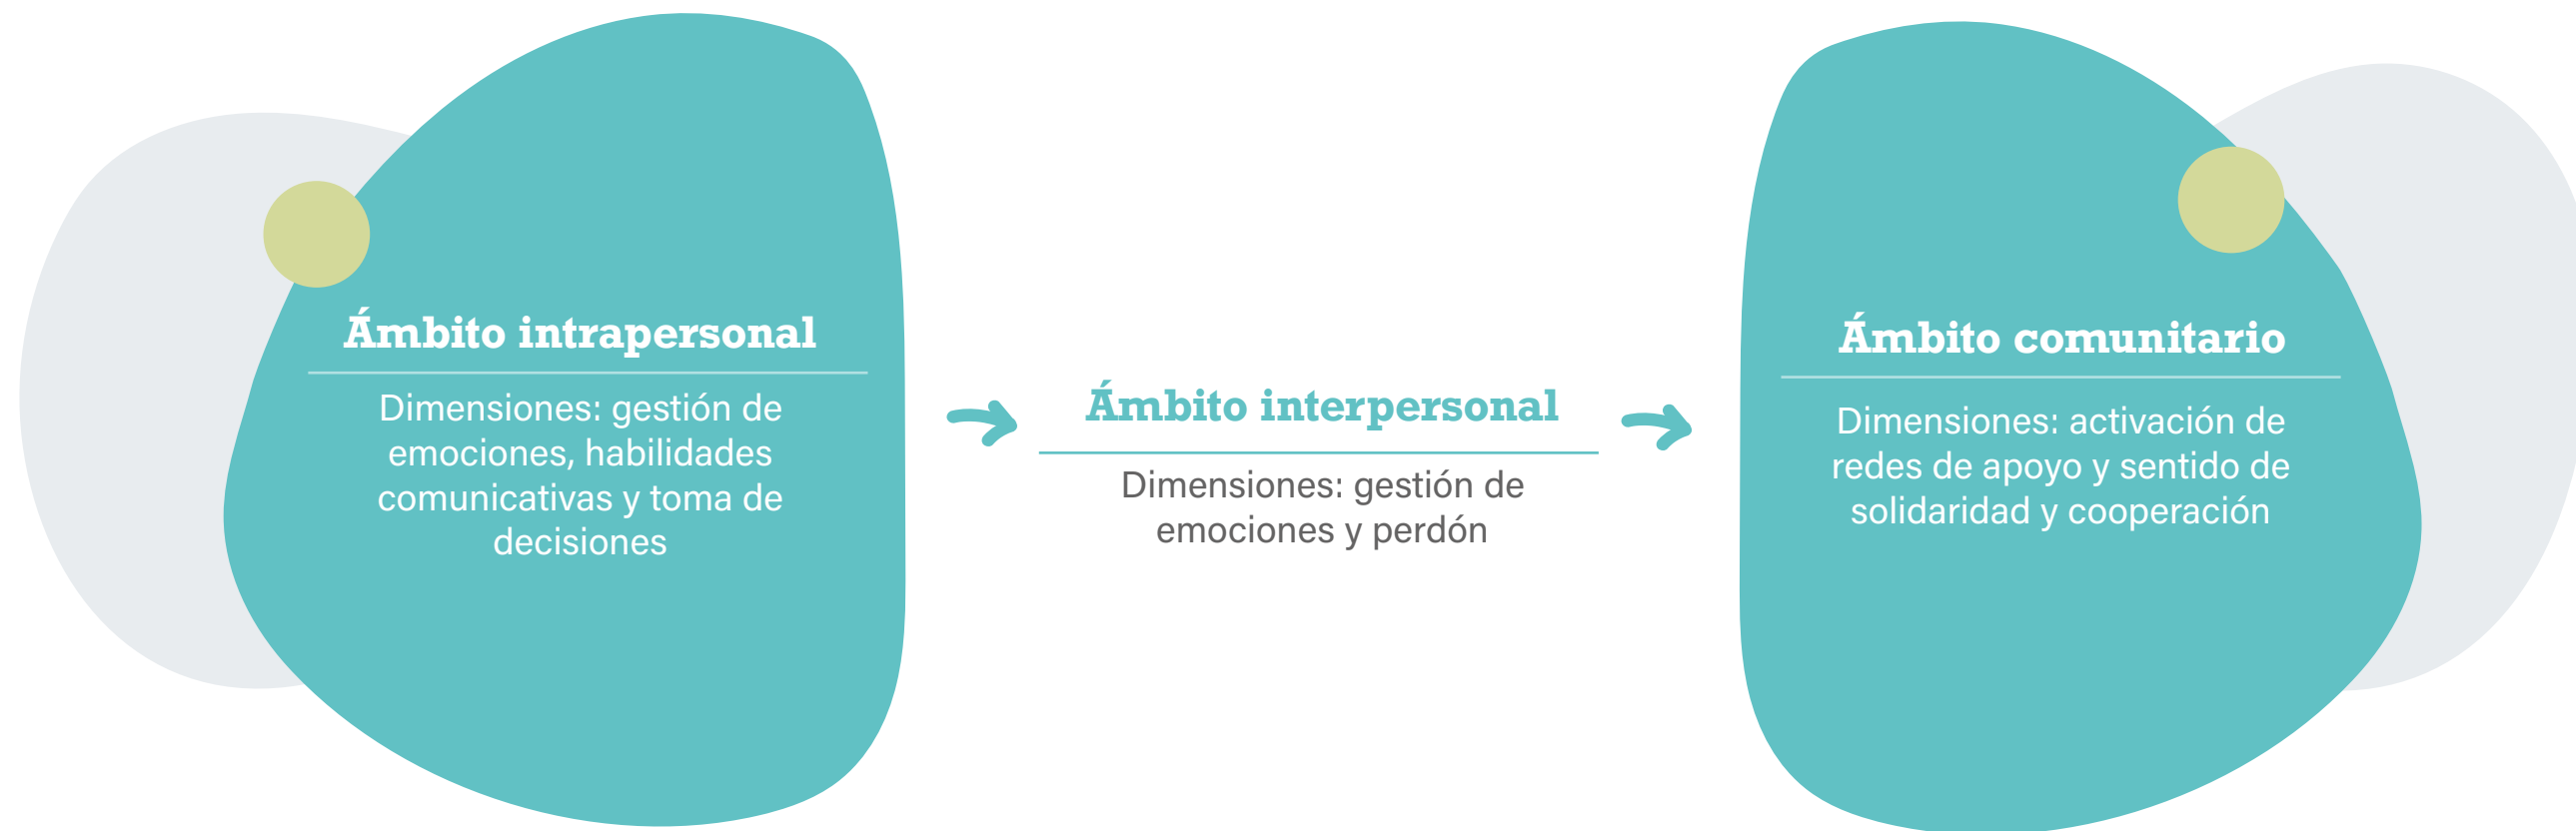 Ámbito intrapersonal
Dimensiones: gestión de
emociones, habilidades
comunicativas y toma de
decisiones
Ámbito interpersonal
Dimensiones: gestión de
emociones y perdón
Ámbito comunitario
Dimensiones: activación de
redes de apoyo y sentido de
solidaridad y cooperación